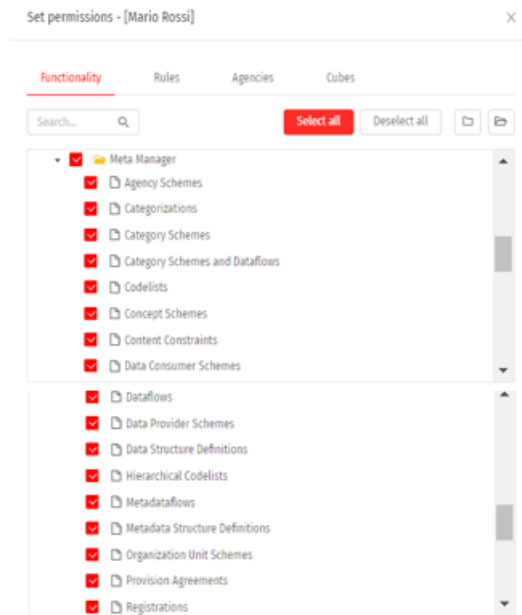 Set permissions - [Mario Rossi]
Functionality Rules Agencies Cubes
Search... Select all Deselect all
Meta Manager
Agency Schemes
Categorizations
Category Schemes
Category Schemes and Dataflows
Codelists
Concept Schemes
Content Constraints
Data Consumer Schemes
Dataflows
Data Provider Schemes
Data Structure Definitions
Hierarchical Codelists
Metadataflows
Metadata Structure Definitions
Organization Unit Schemes
Provision Agreements
Registrations